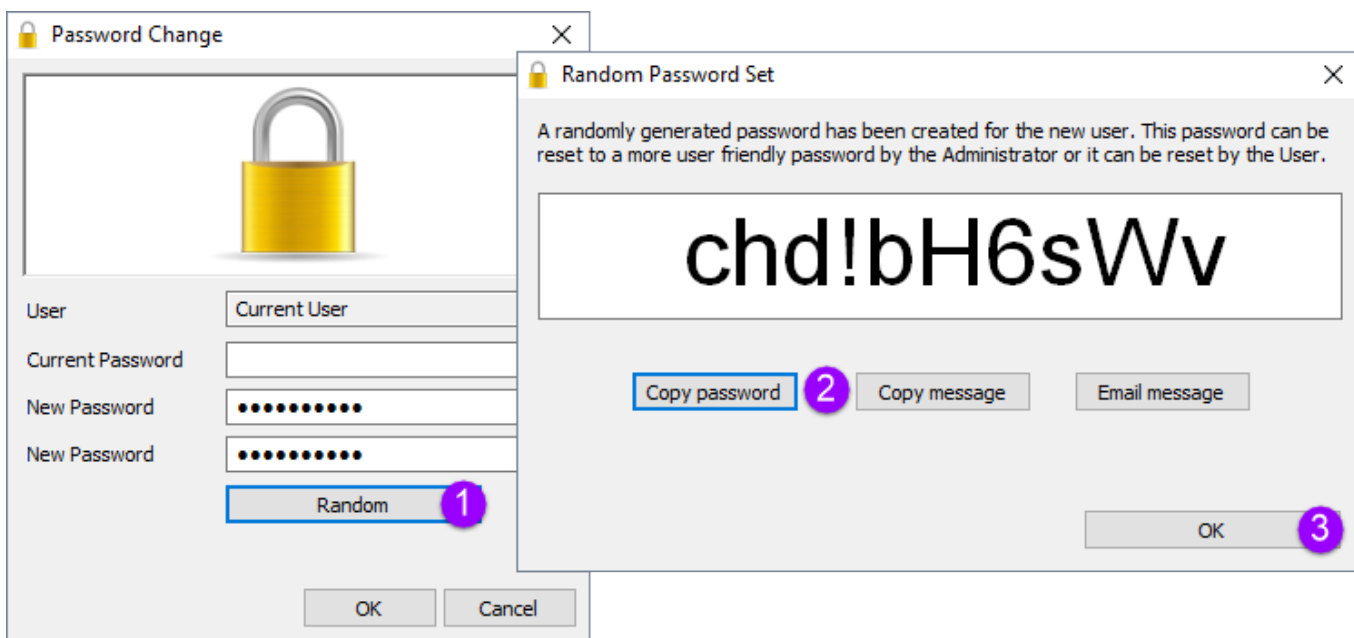 Password Change
User
Current User
Current Password
New Password
●●●●●●●●●●
New Password
●●●●●●●●●●
Random
1
OK
Cancel
Random Password Set
A randomly generated password has been created for the new user. This password can be
reset to a more user friendly password by the Administrator or it can be reset by the User.
chd!bH6sWv
Copy password
2
Copy message
Email message
OK
3